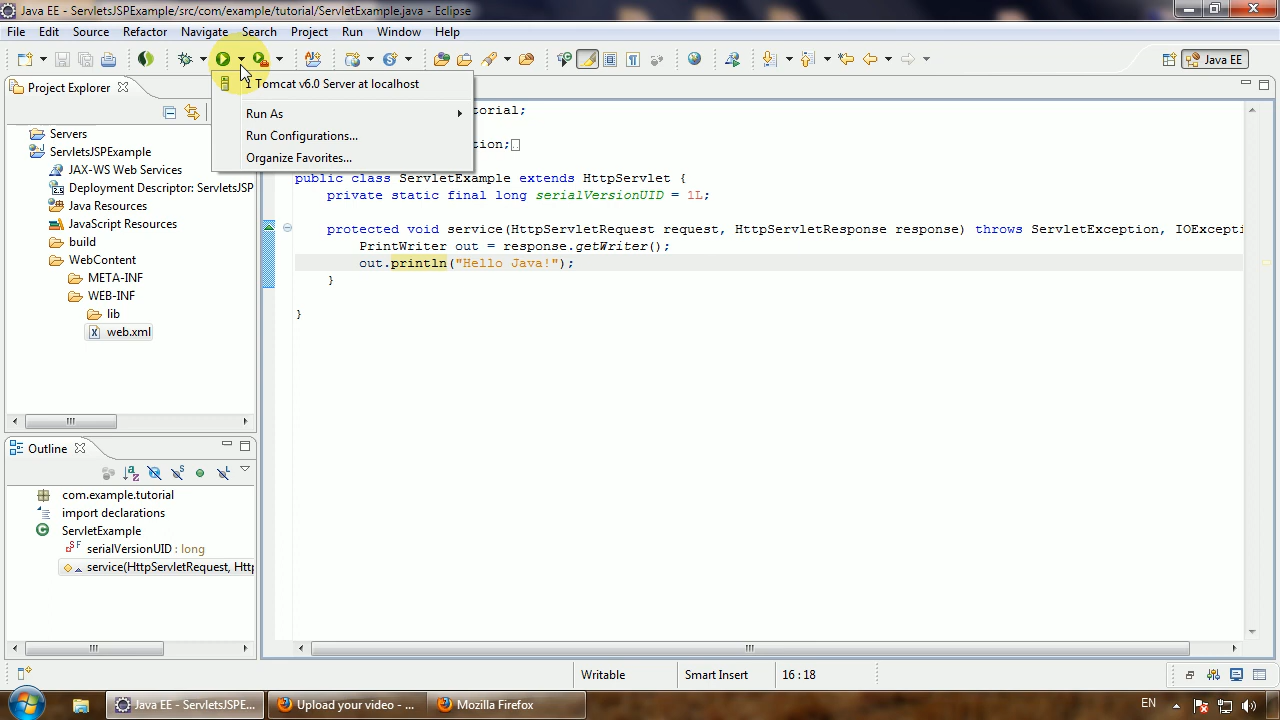 Java EE - ServletsJSPExample/src/com/example/tutorial/ServletExample.java - Eclipse
File Edit Source Refactor Navigate Search Project Run Window Help
Java EE
Project Explorer
1 Tomcat v6.0 Server at localhost
Run As
Run Configurations...
Organize Favorites...
Servers
ServletsJSPExample
JAX-WS Web Services
Deployment Descriptor: ServletsJSP
Java Resources
JavaScript Resources
build
WebContent
META-INF
WEB-INF
lib
web.xml
torial;
ction;
public class ServletExample extends HttpServlet {
private static final long serialVersionUID = 1L;
protected void service(HttpServletRequest request, HttpServletResponse response) throws ServletException, IOExcepti
PrintWriter out = response.getWriter();
out.println("Hello Java!");
}
}
Outline
com.example.tutorial
import declarations
ServletExample
serialVersionUID : long
service(HttpServletRequest, Htt
Writable Smart Insert 16 : 18
Java EE - ServletsJSPE... Upload your video - ... Mozilla Firefox EN